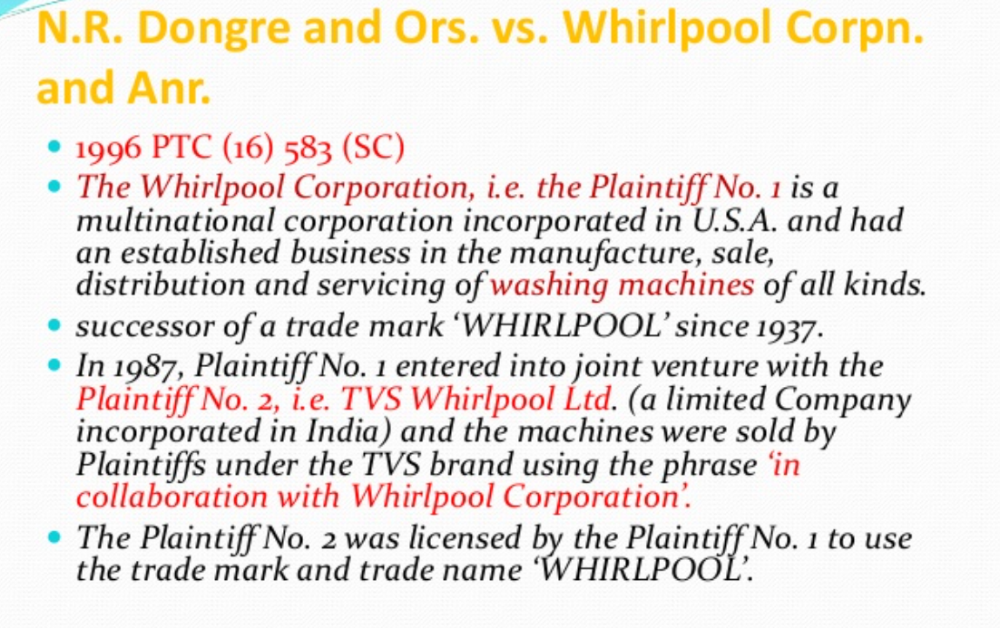 N.R. Dongre and Ors. vs. Whirlpool Corpn.
and Anr.
• 1996 PTC (16) 583 (SC)
• The Whirlpool Corporation, i.e. the Plaintiff No. 1 is a
multinational corporation incorporated in U.S.A. and had
an established business in the manufacture, sale,
distribution and servicing of washing machines of all kinds.
• successor of a trade mark ‘WHIRLPOOL’ since 1937.
• In 1987, Plaintiff No. 1 entered into joint venture with the
Plaintiff No. 2, i.e. TVS Whirlpool Ltd. (a limited Company
incorporated in India) and the machines were sold by
Plaintiffs under the TVS brand using the phrase ‘in
collaboration with Whirlpool Corporation’.
• The Plaintiff No. 2 was licensed by the Plaintiff No. 1 to use
the trade mark and trade name ‘WHIRLPOOL’.